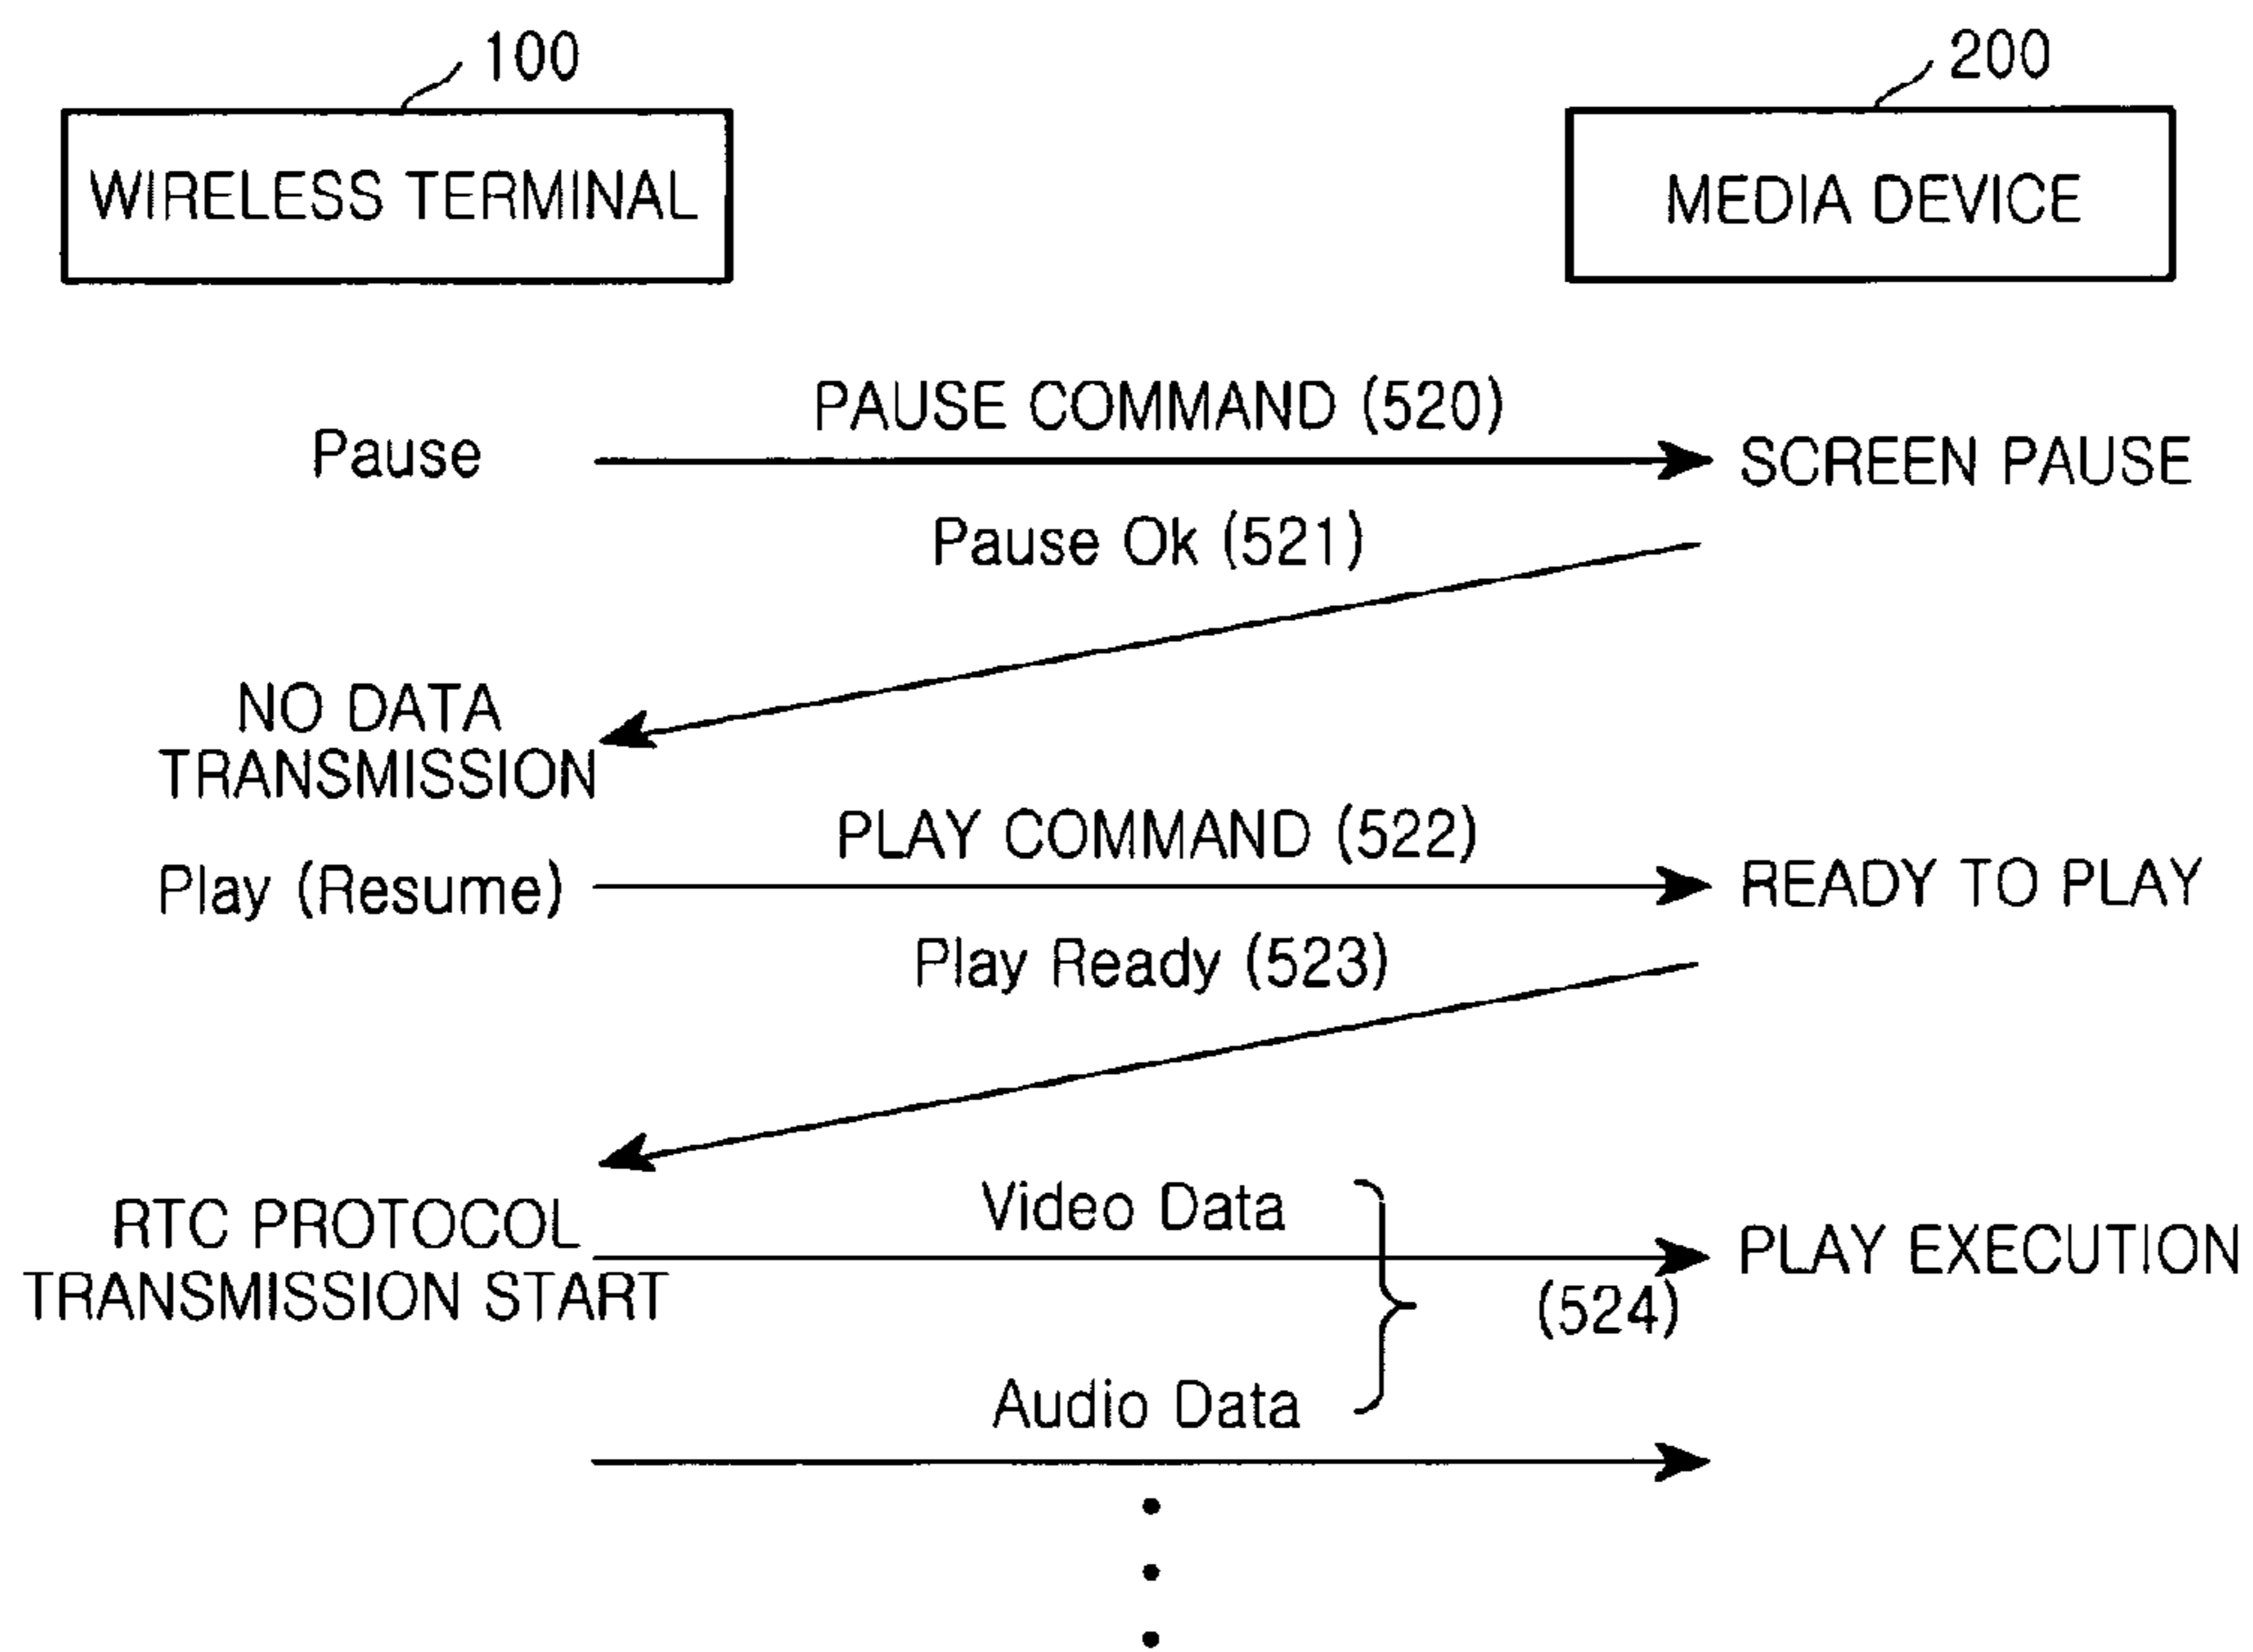 100
200
WIRELESS TERMINAL
MEDIA DEVICE
PAUSE COMMAND (520)
Pause
SCREEN PAUSE
Pause Ok (521)
NO DATA
TRANSMISSION
PLAY COMMAND (522)
Play (Resume)
READY TO PLAY
Play Ready (523)
Video Data
RTC PROTOCOL
TRANSMISSION START
PLAY EXECUTION
(524)
Audio Data